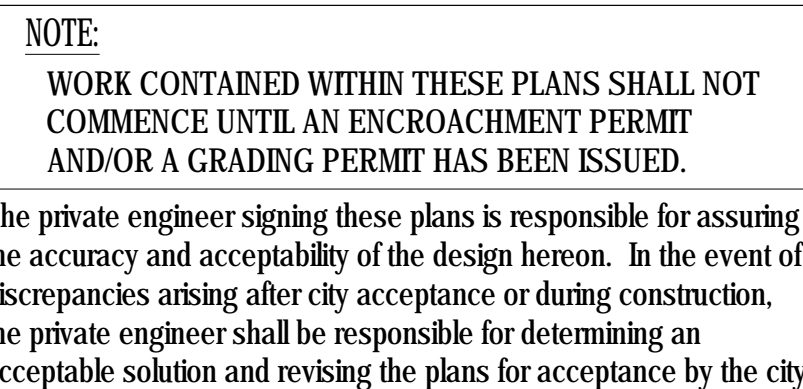 NOTE:
WORK CONTAINED WITHIN THESE PLANS SHALL NOT
COMMENCE UNTIL AN ENCROACHMENT PERMIT
AND/OR A GRADING PERMIT HAS BEEN ISSUED.
he private engineer signing these plans is responsible for assuring
he accuracy and acceptability of the design hereon.  In the event of
iscrepancies arising after city acceptance or during construction,
he private engineer shall be responsible for determining an
cceptable solution and revising the plans for acceptance by the city